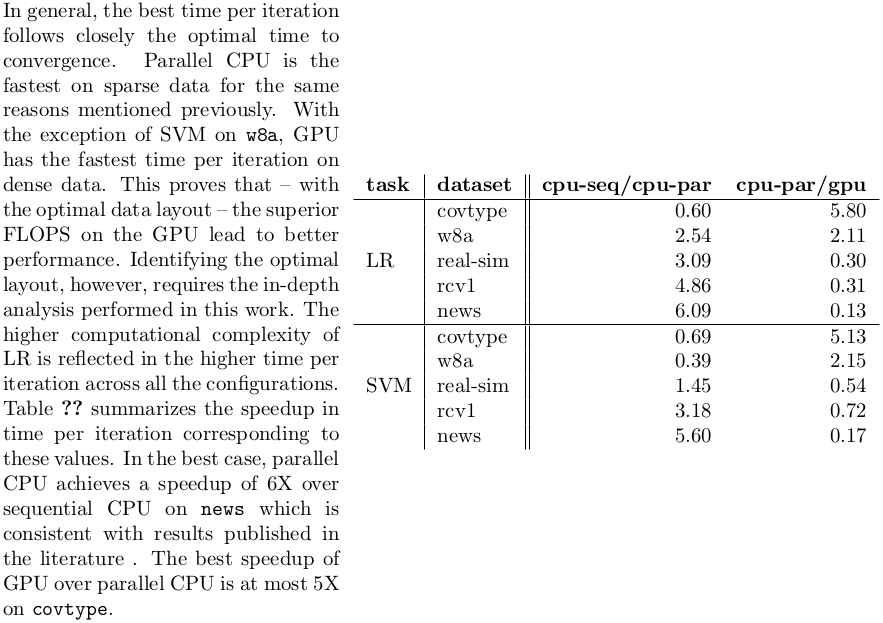 In general, the best time per iteration
follows closely the optimal time to
convergence. Parallel CPU is the
fastest on sparse data for the same
reasons mentioned previously. With
the exception of SVM on w8a, GPU
has the fastest time per iteration on
dense data. This proves that – with
the optimal data layout – the superior
FLOPS on the GPU lead to better
performance. Identifying the optimal
layout, however, requires the in-depth
analysis performed in this work. The
higher computational complexity of
LR is reflected in the higher time per
iteration across all the configurations.
Table ?? summarizes the speedup in
time per iteration corresponding to
these values. In the best case, parallel
CPU achieves a speedup of 6X over
sequential CPU on news which is
consistent with results published in
the literature . The best speedup of
GPU over parallel CPU is at most 5X
on covtype.
task dataset cpu-seq/cpu-par cpu-par/gpu
covtype 0.60 5.80
w8a 2.54 2.11
LR real-sim 3.09 0.30
rcv1 4.86 0.31
news 6.09 0.13
covtype 0.69 5.13
w8a 0.39 2.15
SVM real-sim 1.45 0.54
rcv1 3.18 0.72
news 5.60 0.17